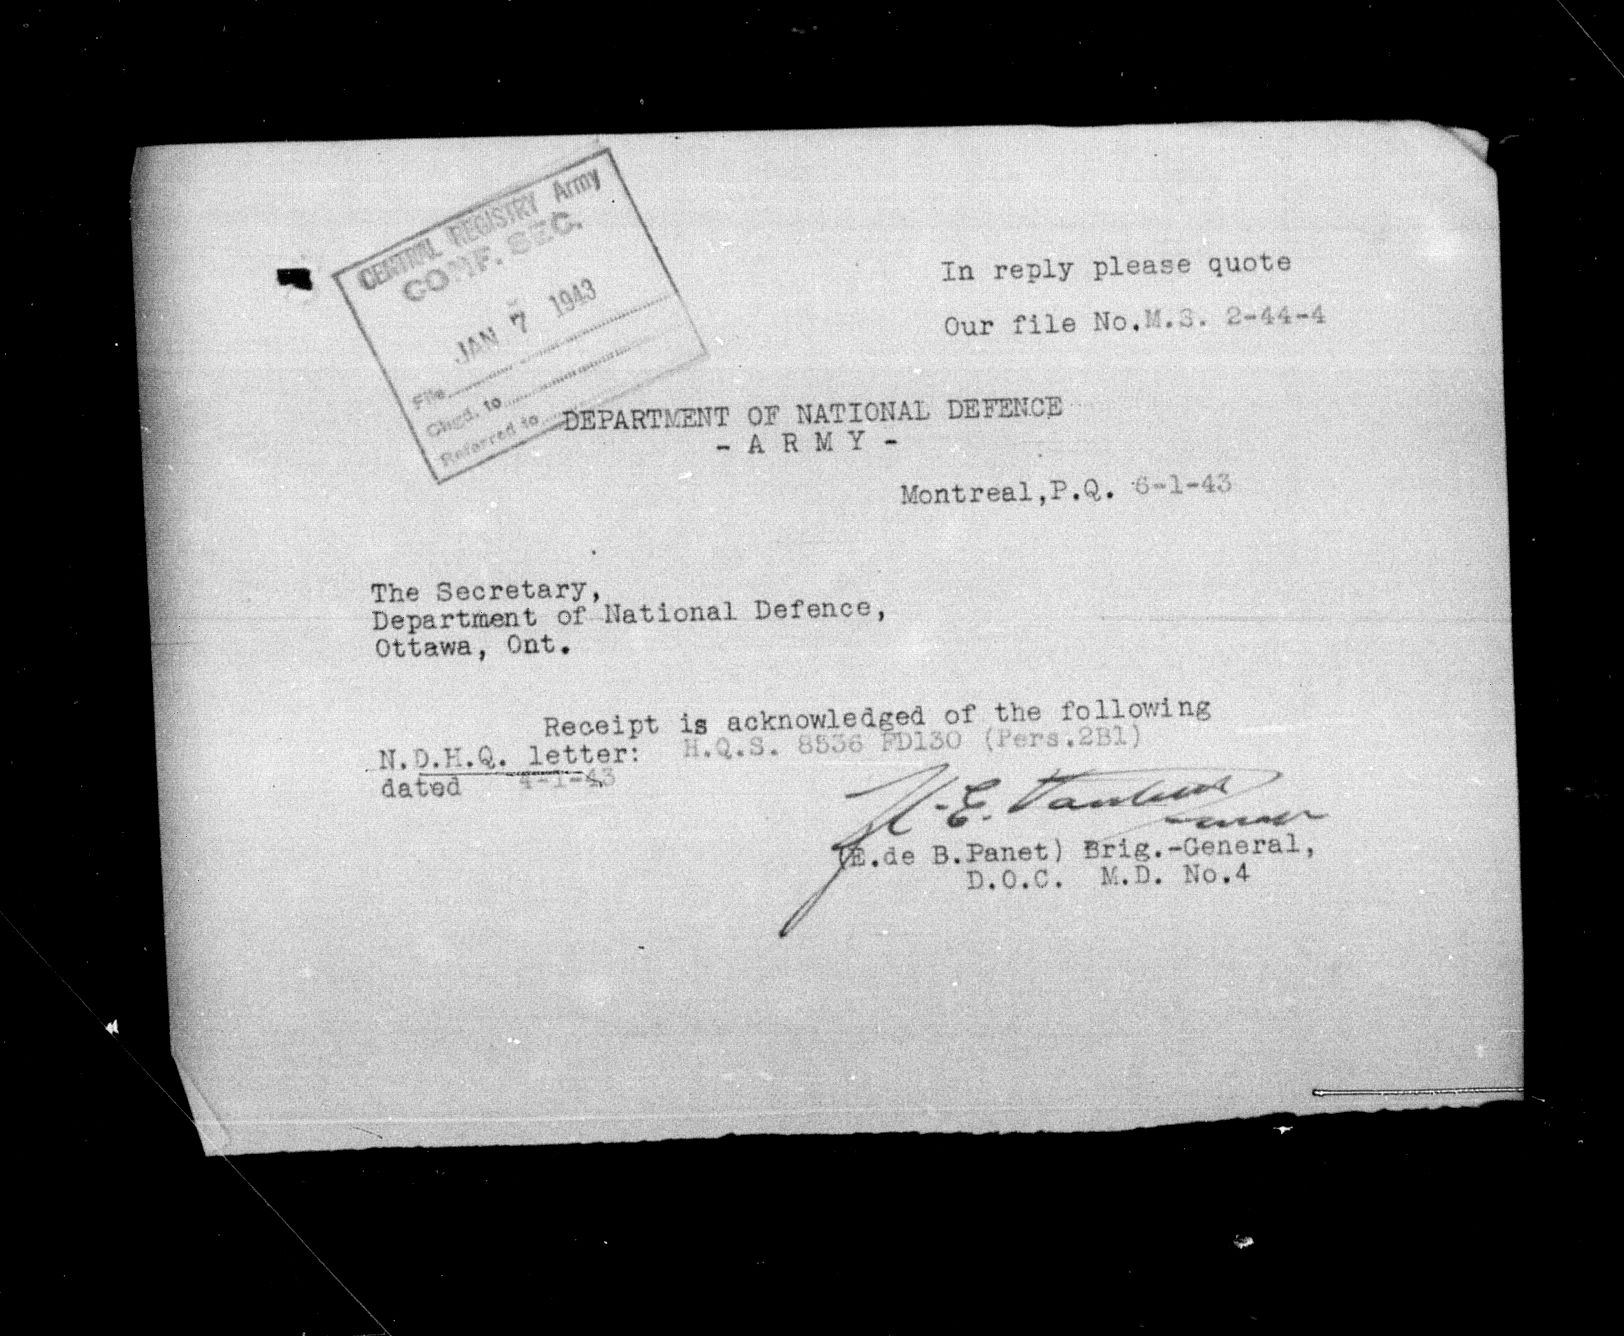 CENTRAL REGISTRY Army
CONF. SEC.
JAN 7 1943
File
Chgd. to
Referred to
In reply please quote
Our file No.M.S. 2-44-4
DEPARTMENT OF NATIONAL DEFENCE
- A R M Y -
Montreal,P.Q. 6-1-43
The Secretary,
Department of National Defence,
Ottawa, Ont.
Receipt is acknowledged of the following
N.D.H.Q. letter: H.Q.S. 8536 FD130 (Pers.2B1)
dated 4-1-43
(E.de B.Panet) Brig.-General,
D.O.C. M.D. No.4